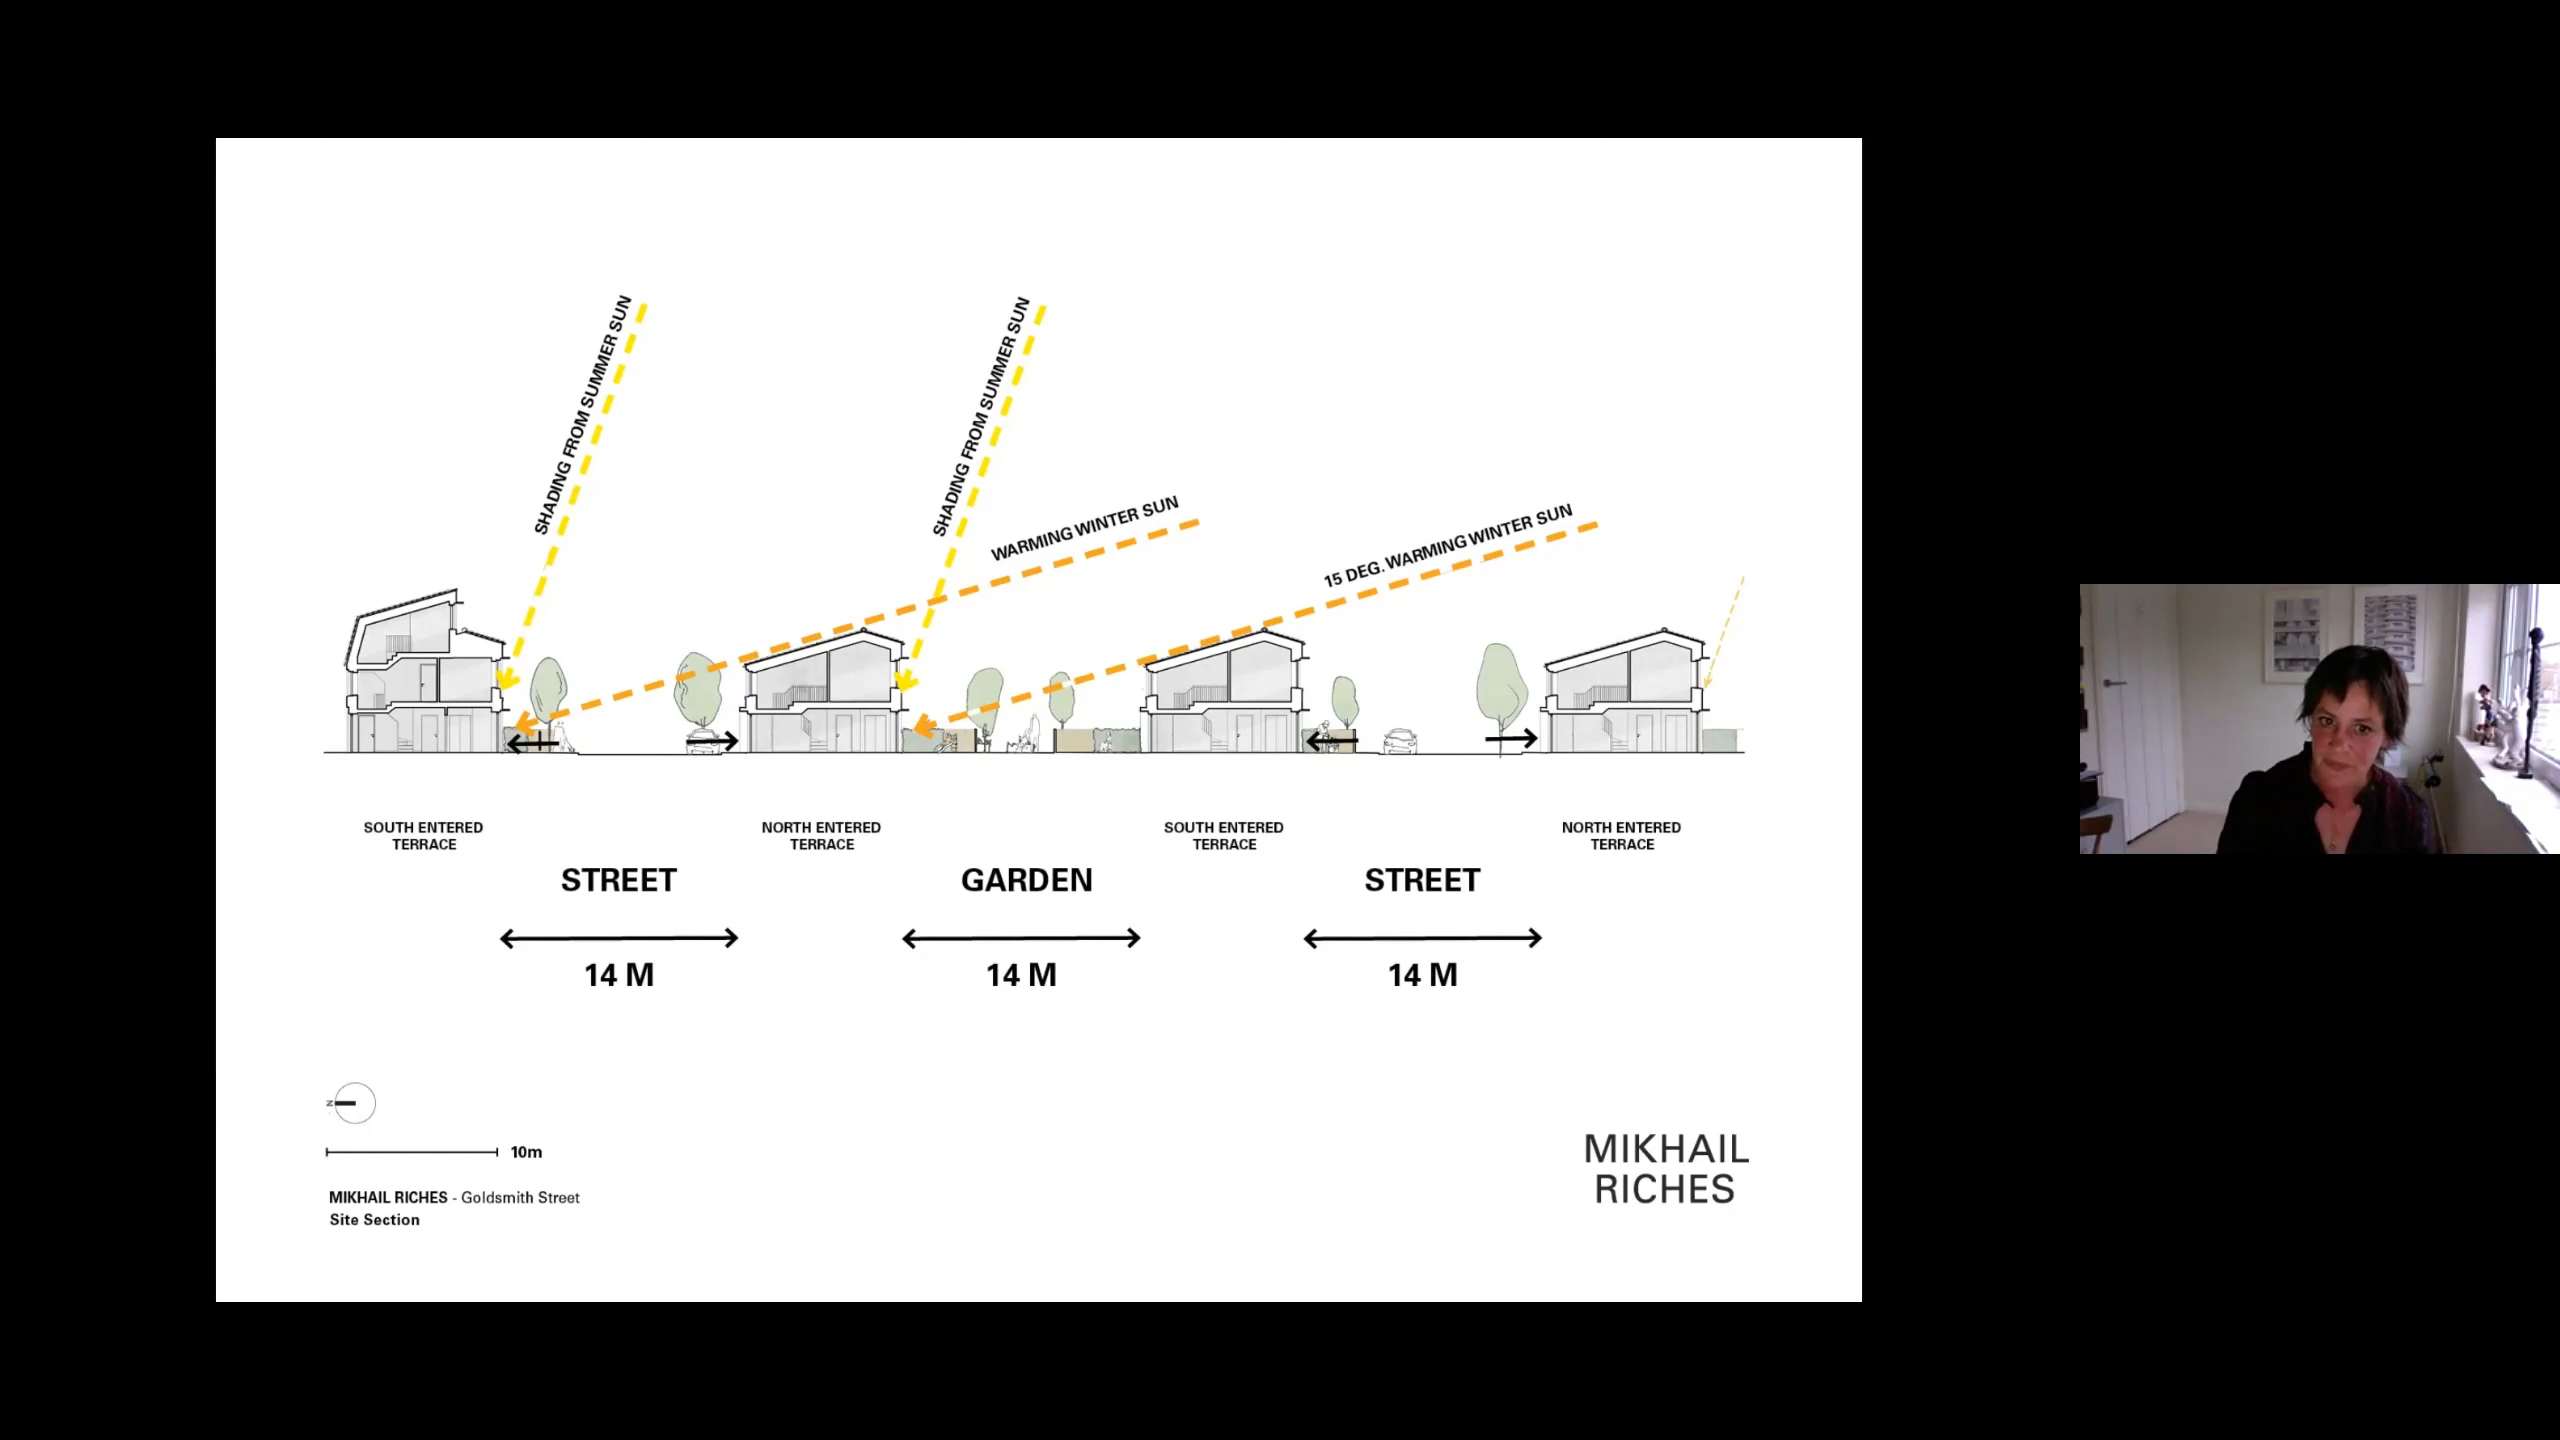 SHADING FROM SUMMER SUN
SHADING FROM SUMMER SUN
WARMING WINTER SUN
15 DEG. WARMING WINTER SUN
SOUTH ENTERED
TERRACE
NORTH ENTERED
TERRACE
SOUTH ENTERED
TERRACE
NORTH ENTERED
TERRACE
STREET
GARDEN
STREET
14 M
14 M
14 M
N
10m
MIKHAIL RICHES - Goldsmith Street
Site Section
MIKHAIL
RICHES